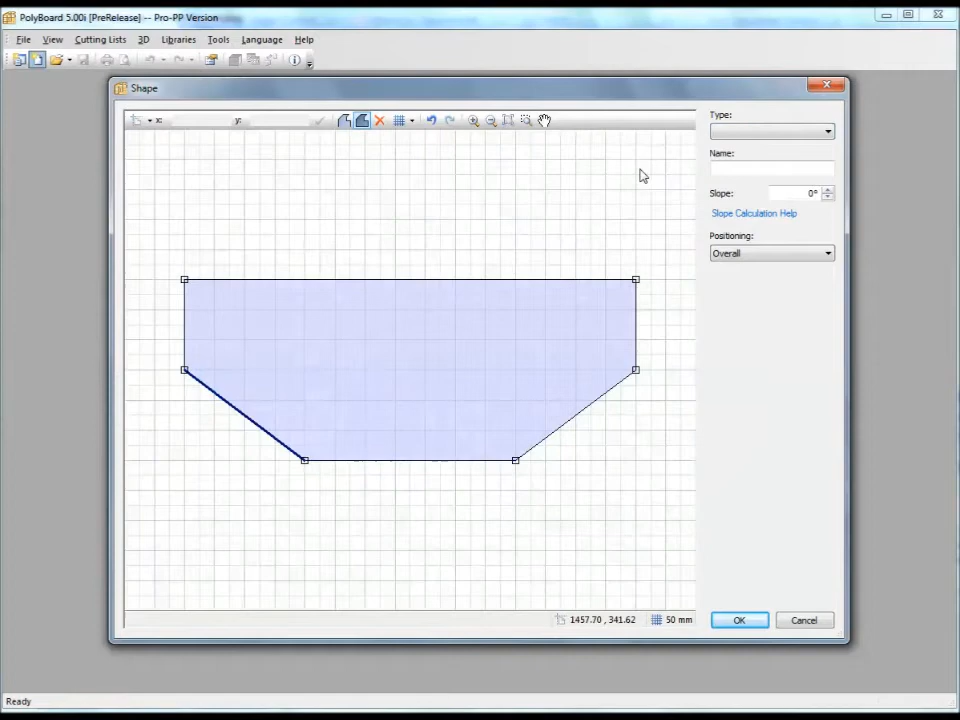 PolyBoard 5.00i [PreRelease] -- Pro-PP Version
File View Cutting Lists 3D Libraries Tools Language Help
Shape
x: y:
Type:
Name:
Slope: 0°
Slope Calculation Help
Positioning:
Overall
1457.70 , 341.62 50 mm
OK Cancel
Ready